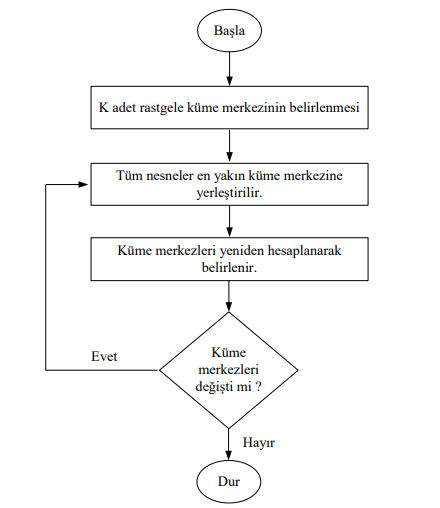 Başla
K adet rastgele küme merkezinin belirlenmesi
Tüm nesneler en yakın küme merkezine
yerleştirilir.
Küme merkezleri yeniden hesaplanarak
belirlenir.
Küme
merkezleri
değişti mi ?
Evet
Hayır
Dur